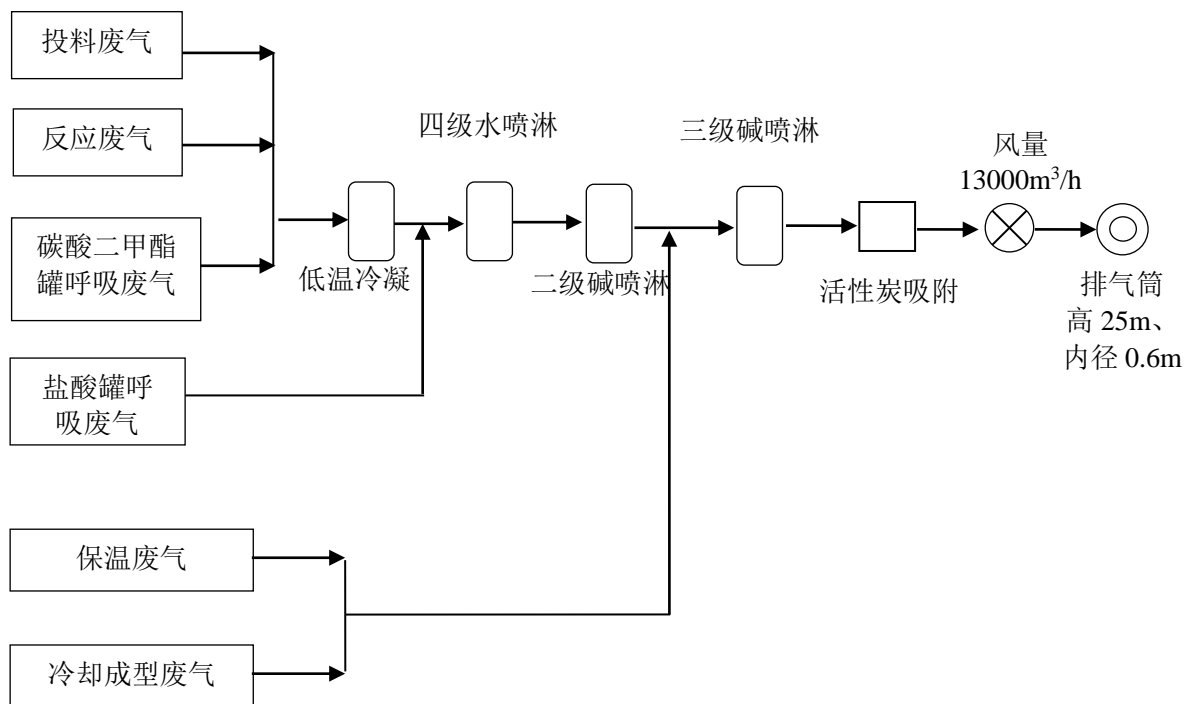 投料废气
反应废气
碳酸二甲酯
罐呼吸废气
盐酸罐呼
吸废气
保温废气
冷却成型废气
低温冷凝
四级水喷淋
二级碱喷淋
三级碱喷淋
活性炭吸附
风量
13000m³/h
排气筒
高 25m、
内径 0.6m